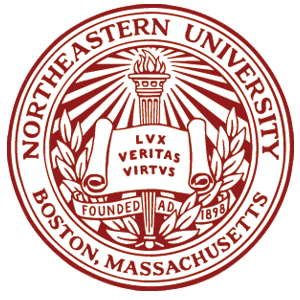 NORTHEASTERN UNIVERSITY
LVX
VERITAS
VIRTVS
FOUNDED A.D. 1898
BOSTON, MASSACHUSETTS